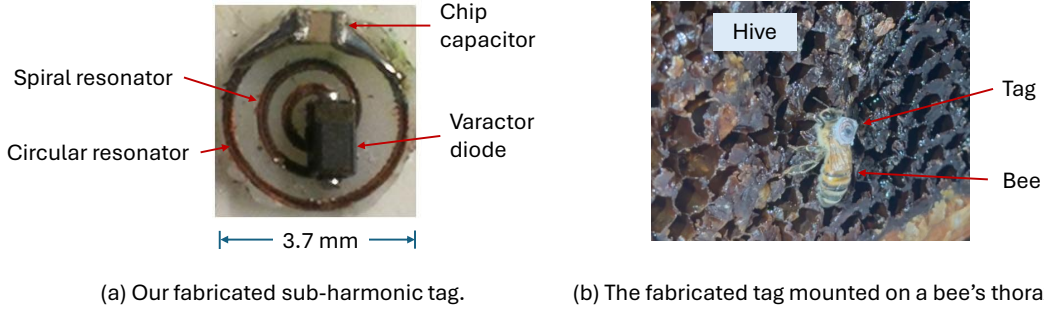 Chip
capacitor
Spiral resonator
Circular resonator
Varactor
diode
3.7 mm
(a) Our fabricated sub-harmonic tag.
Hive
Tag
Bee
(b) The fabricated tag mounted on a bee's thora